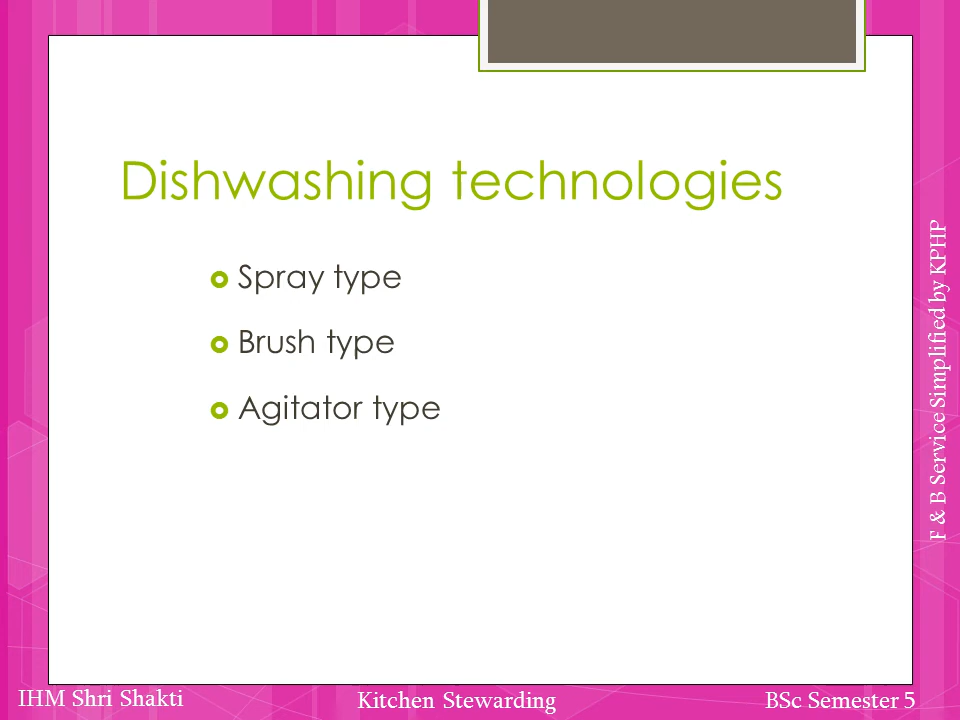 Dishwashing technologies
Spray type
Brush type
Agitator type
F & B Service Simplified by KPHP
IHM Shri Shakti
Kitchen Stewarding
BSc Semester 5